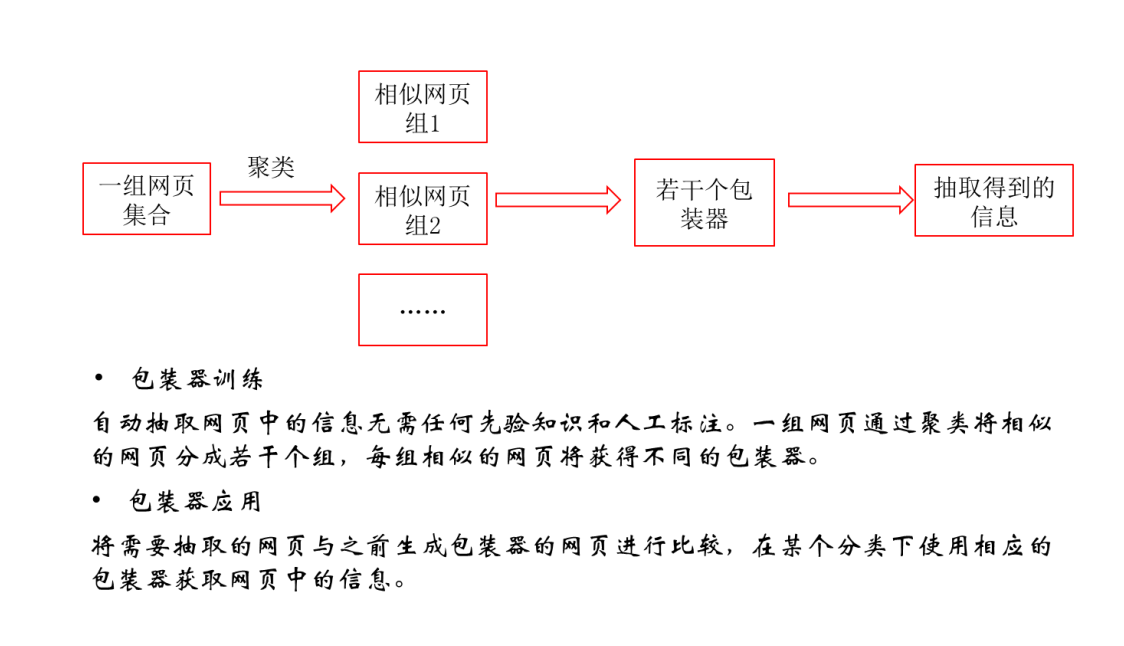 相似网页
组1
聚类
一组网页
集合
相似网页
组2
若干个包
装器
抽取得到的
信息
……
• 包装器训练
自动抽取网页中的信息无需任何先验知识和人工标注。一组网页通过聚类将相似
的网页分成若干个组，每组相似的网页将获得不同的包装器。
• 包装器应用
将需要抽取的网页与之前生成包装器的网页进行比较，在某个分类下使用相应的
包装器获取网页中的信息。